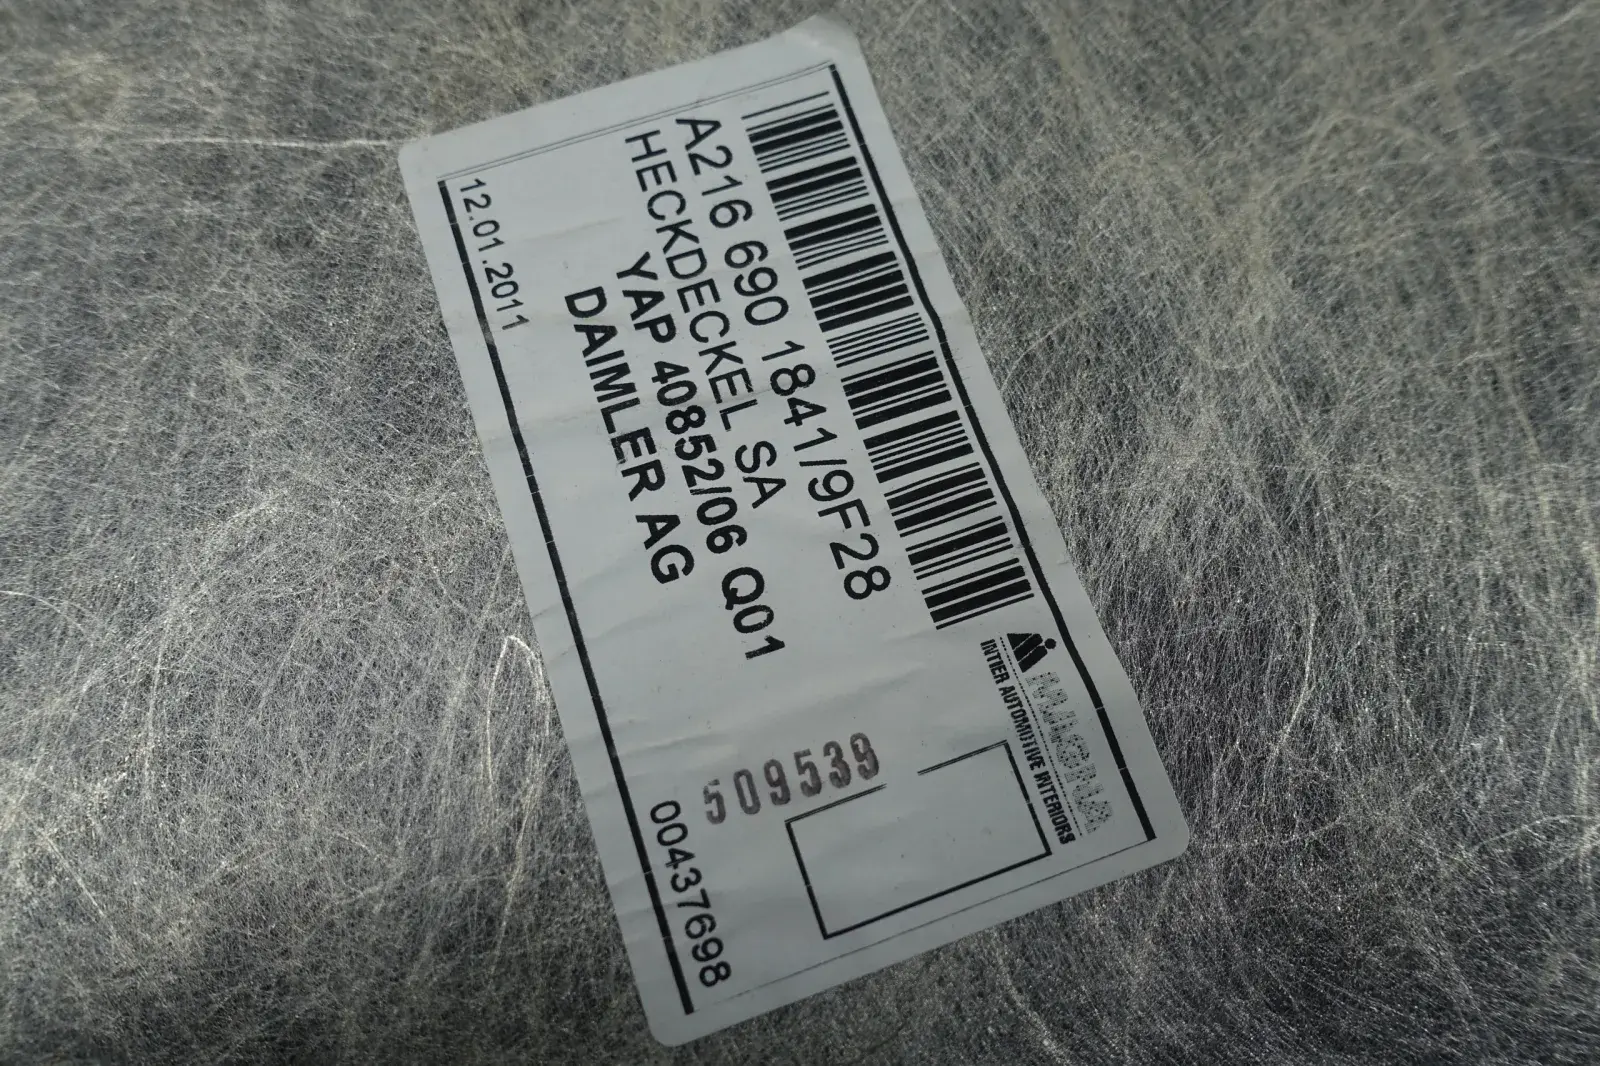 A216 690 1841/9F28
HECKDECKEL SA
YAP 40852/06 Q01
DAIMLER AG
12.01.2011
MAGNA
INTIER AUTOMOTIVE INTERIORS
509539
00437698